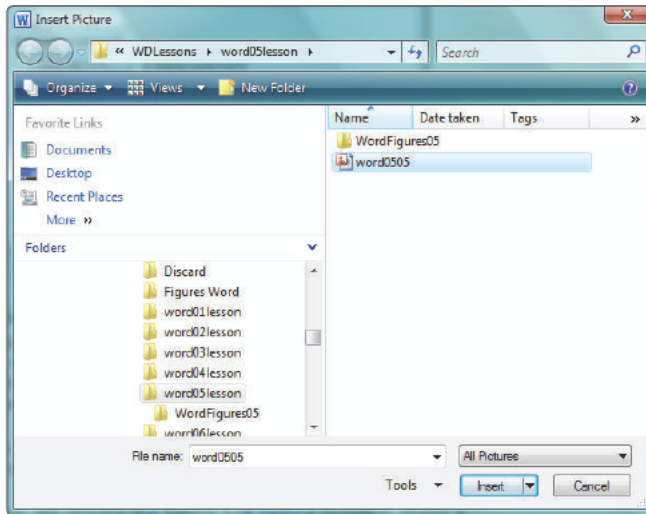 Insert Picture
« WDLessons word05lesson Search
Organize Views New Folder
Favorite Links
Documents
Desktop
Recent Places
More »
Folders
Discard
Figures Word
word01lesson
word02lesson
word03lesson
word04lesson
word05lesson
WordFigures05
word06lesson
Name Date taken Tags »
WordFigures05
word0505
File name: word0505 All Pictures
Tools Insert Cancel